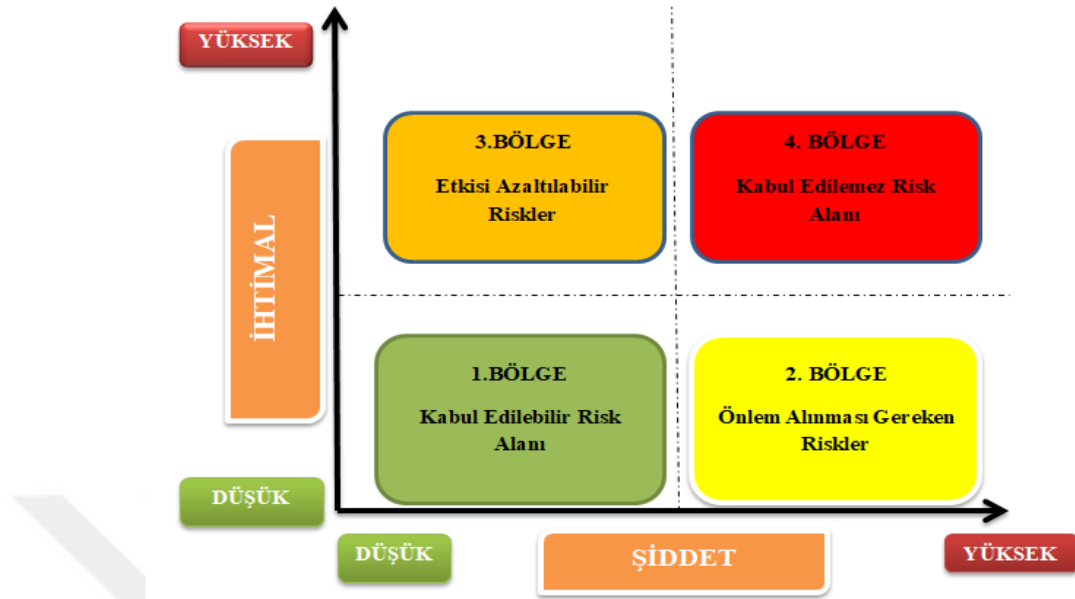 YÜKSEK
3.BÖLGE
Etkisi Azaltılabilir
Riskler
4. BÖLGE
Kabul Edilemez Risk
Alanı
İHTİMAL
1.BÖLGE
Kabul Edilebilir Risk
Alanı
2. BÖLGE
Önlem Alınması Gereken
Riskler
DÜŞÜK
DÜŞÜK
ŞİDDET
YÜKSEK